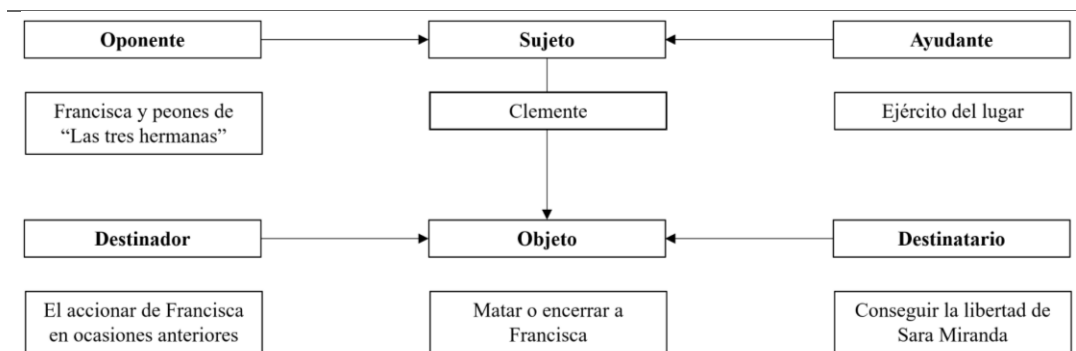 Oponente
Sujeto
Ayudante
Francisca y peones de
“Las tres hermanas”
Clemente
Ejército del lugar
Destinador
Objeto
Destinatario
El accionar de Francisca
en ocasiones anteriores
Matar o encerrar a
Francisca
Conseguir la libertad de
Sara Miranda